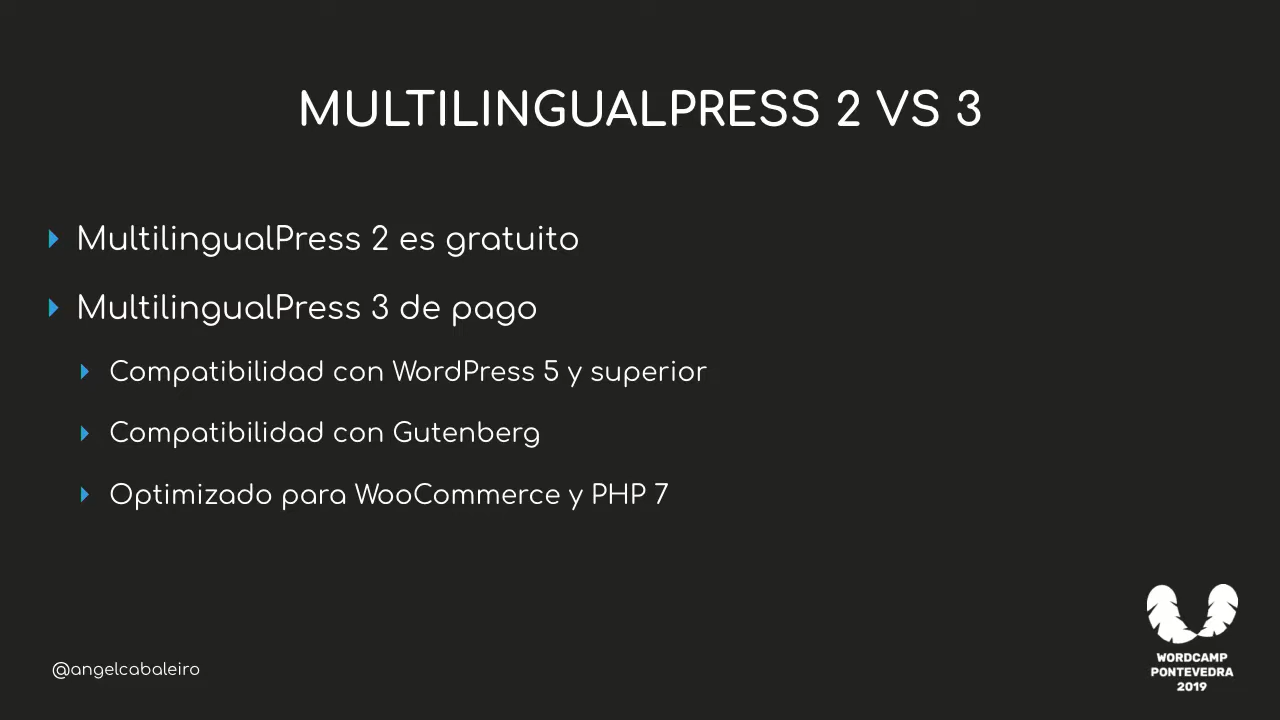 MULTILINGUALPRESS 2 VS 3
MultilingualPress 2 es gratuito
MultilingualPress 3 de pago
Compatibilidad con WordPress 5 y superior
Compatibilidad con Gutenberg
Optimizado para WooCommerce y PHP 7
@angelcabaleiro
WORDCAMP
PONTEVEDRA
2019